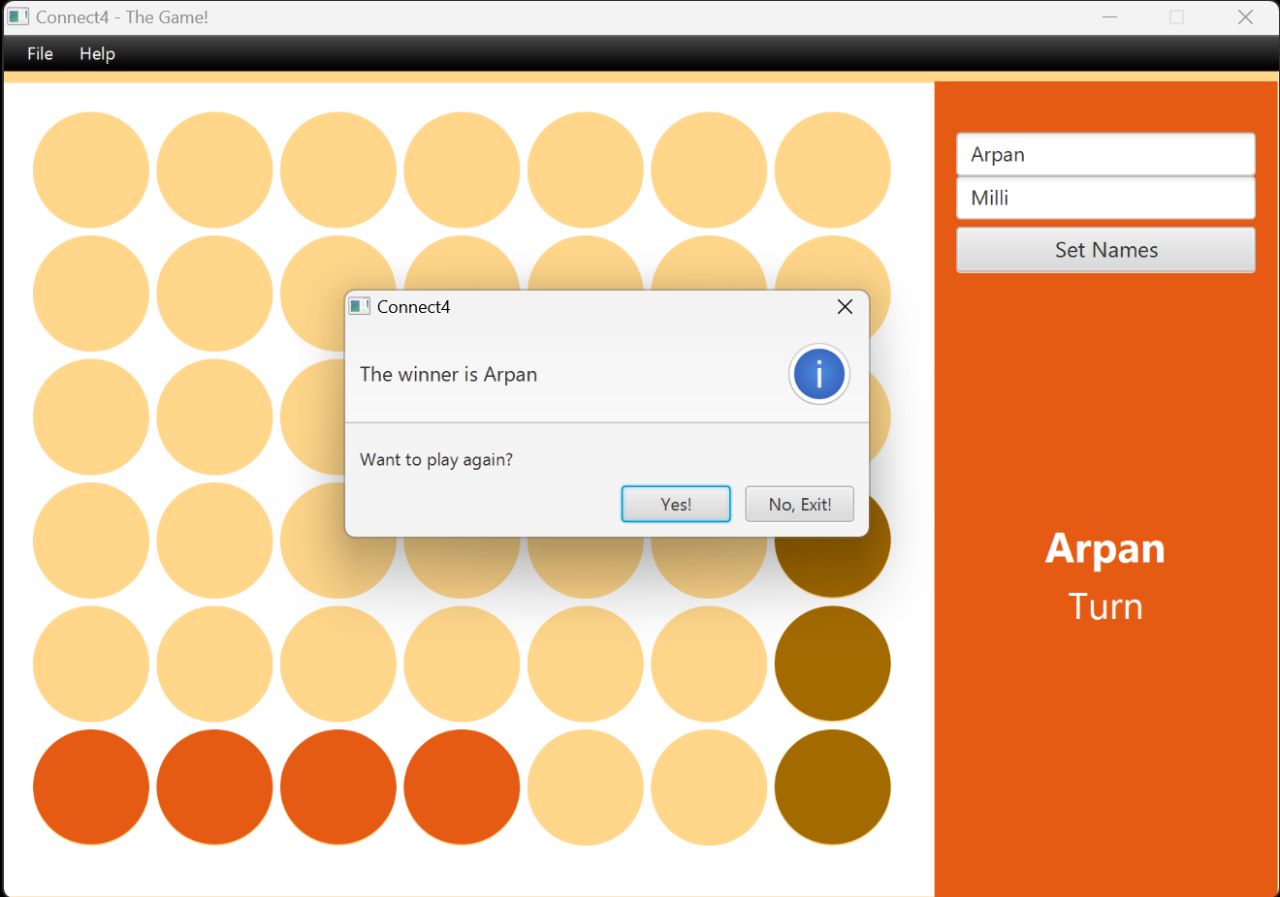 Connect4 - The Game!
File Help
Arpan
Milli
Set Names
Connect4
The winner is Arpan
i
Want to play again?
Yes! No, Exit!
Arpan
Turn